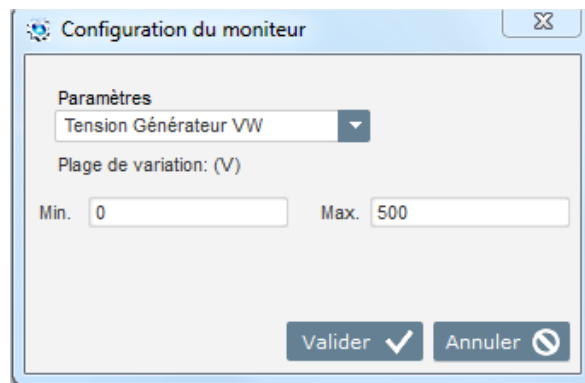 Configuration du moniteur
Paramètres
Tension Générateur VW
Plage de variation: (V)
Min. 0 Max. 500
Valider Annuler